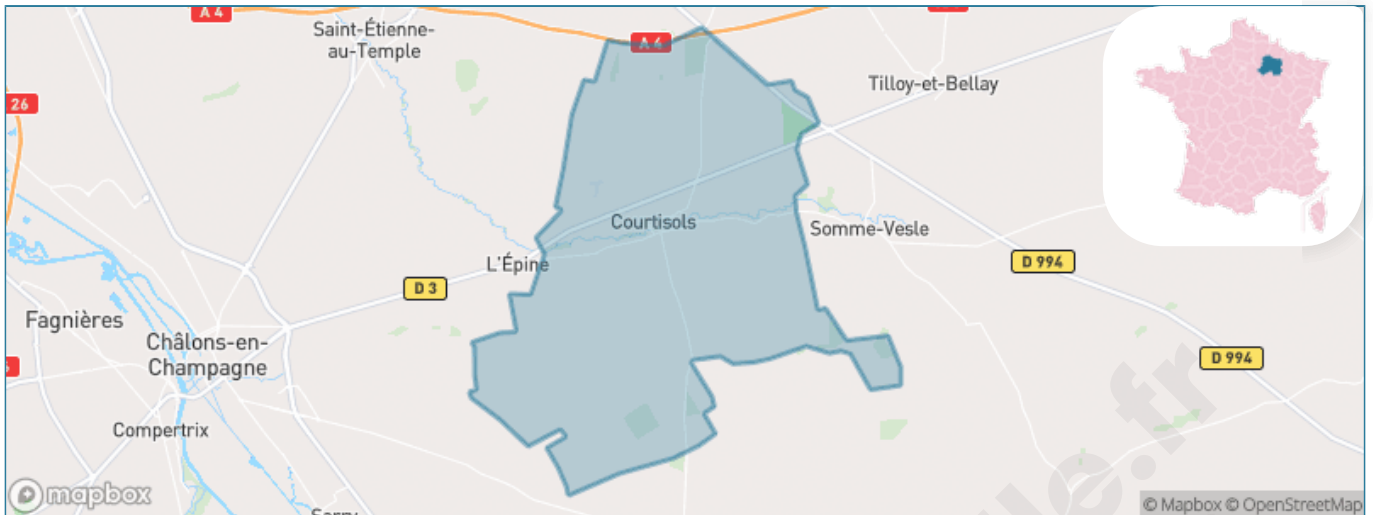 A 4
Saint-Étienne-
au-Temple
A 4
Tilloy-et-Bellay
26
Courtisols
Somme-Vesle
L'Épine
D 994
D 3
Fagnières
Châlons-en-
Champagne
D 994
Compertrix
mapbox
© Mapbox © OpenStreetMap